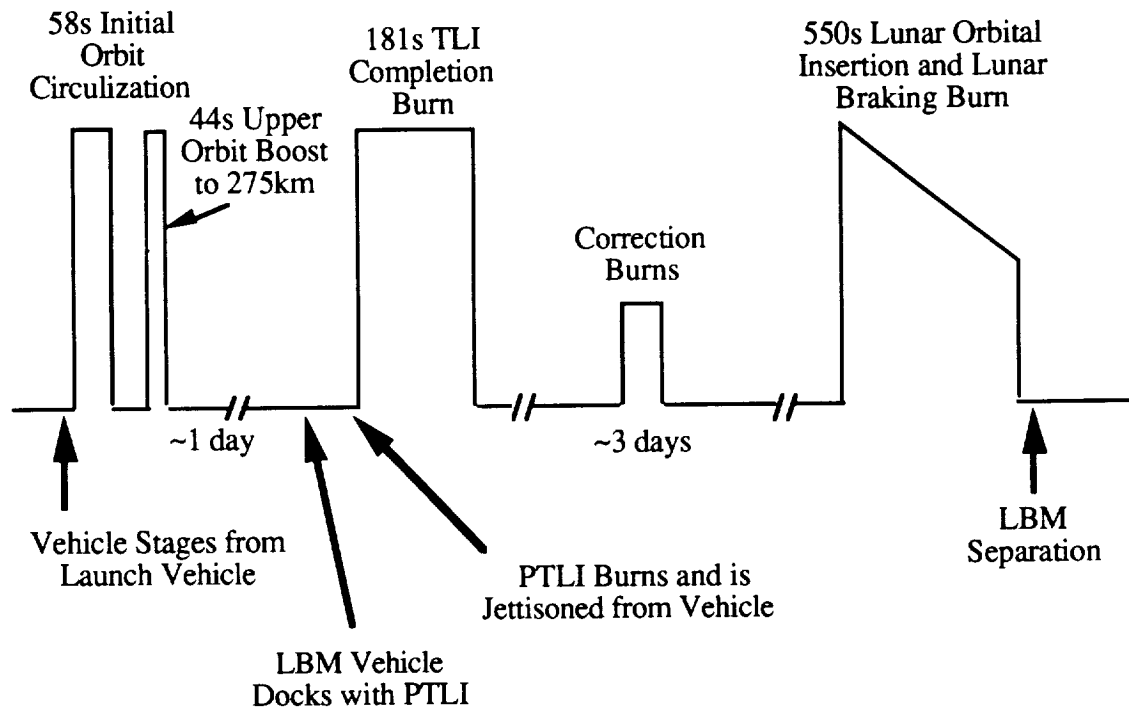 58s Initial
Orbit
Circulization
44s Upper
Orbit Boost
to 275km
181s TLI
Completion
Burn
Correction
Burns
550s Lunar Orbital
Insertion and Lunar
Braking Burn
~1 day
~3 days
Vehicle Stages from
Launch Vehicle
LBM Vehicle
Docks with PTLI
PTLI Burns and is
Jettisoned from Vehicle
LBM
Separation